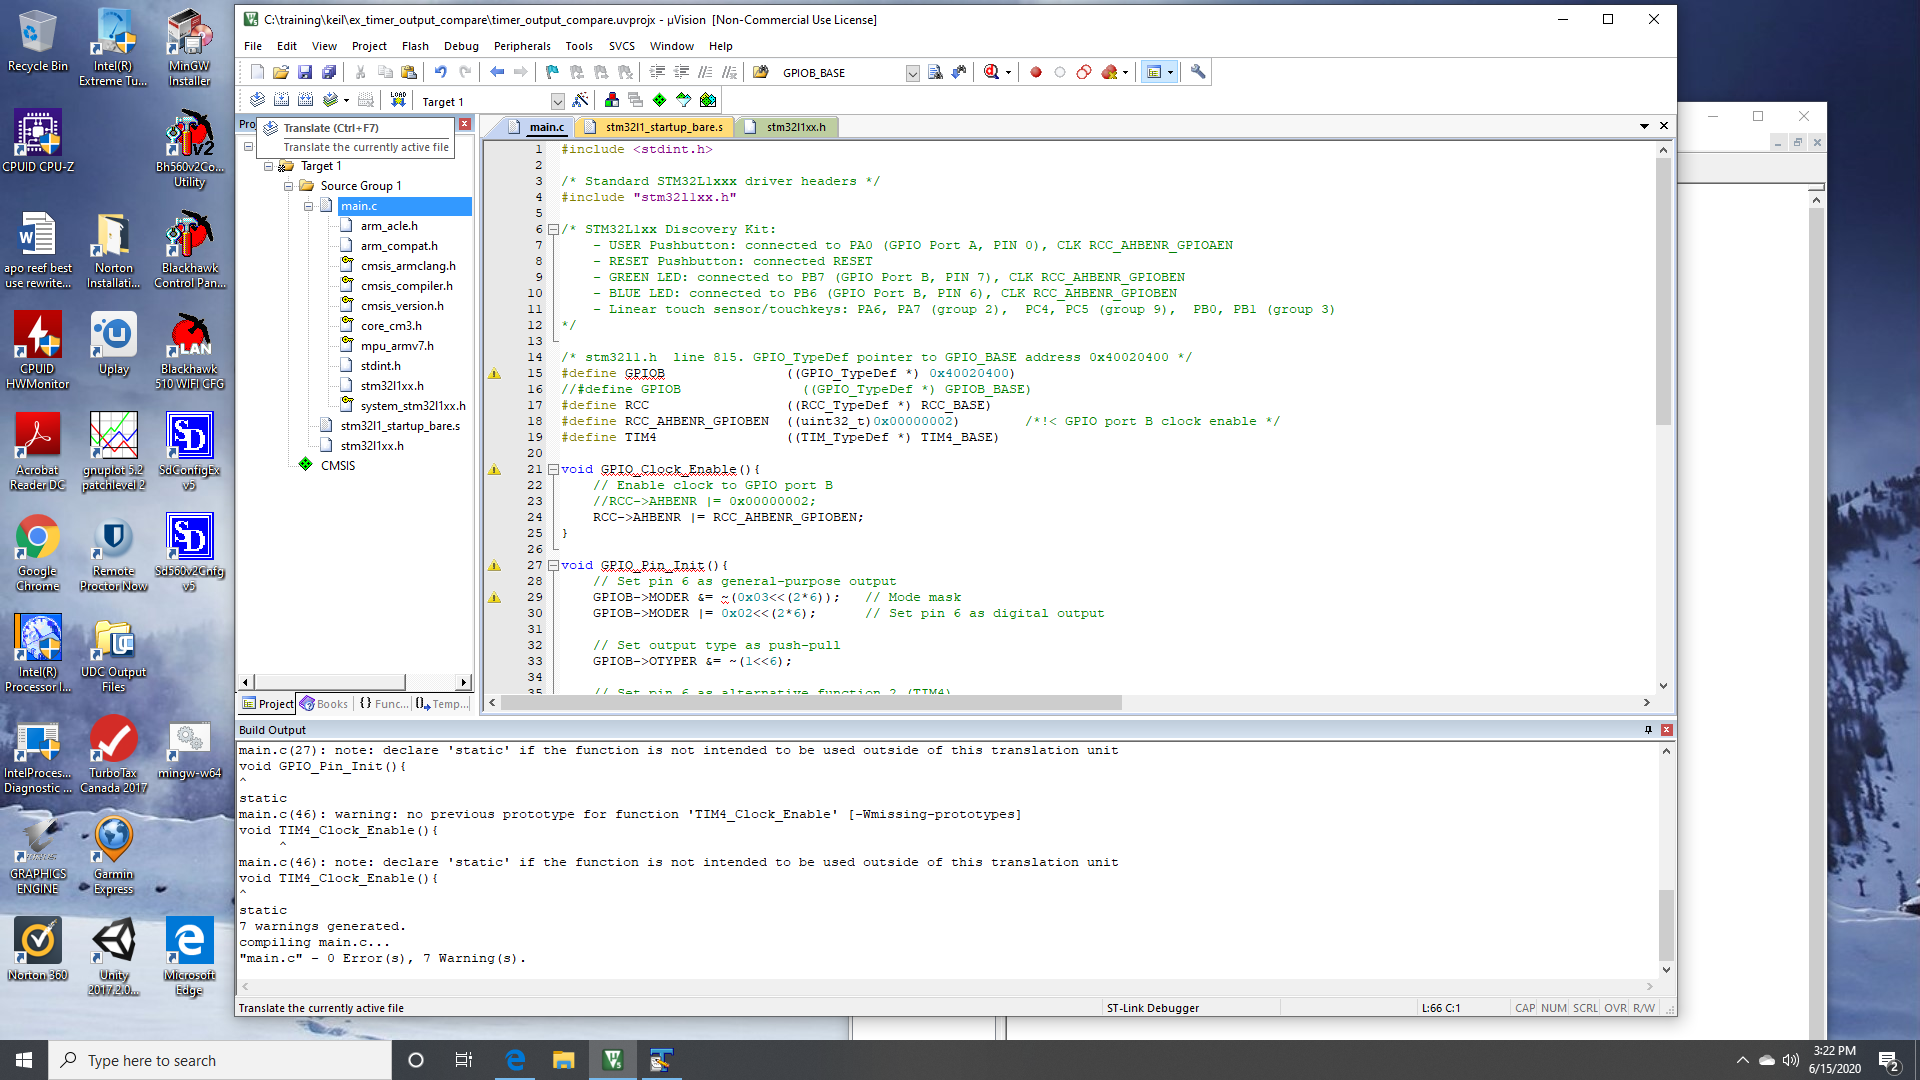 C:\training\keil\ex_timer_output_compare\timer_output_compare.uvprojx - µVision  [Non-Commercial Use License]
File Edit View Project Flash Debug Peripherals Tools SVCS Window Help
GPIOB_BASE
LOAD
Target 1
Translate (Ctrl+F7)
Translate the currently active file
Target 1
Source Group 1
main.c
arm_acle.h
arm_compat.h
cmsis_armclang.h
cmsis_compiler.h
cmsis_version.h
core_cm3.h
mpu_armv7.h
stdint.h
stm32l1xx.h
system_stm32l1xx.h
stm32l1_startup_bare.s
stm32l1xx.h
CMSIS
Project Books {} Func... Temp...
main.c stm32l1_startup_bare.s stm32l1xx.h
1 #include <stdint.h>
2
3 /* Standard STM32L1xxx driver headers */
4 #include "stm32l1xx.h"
5
6 /* STM32L1xx Discovery Kit:
7     - USER Pushbutton: connected to PA0 (GPIO Port A, PIN 0), CLK RCC_AHBENR_GPIOAEN
8     - RESET Pushbutton: connected RESET
9     - GREEN LED: connected to PB7 (GPIO Port B, PIN 7), CLK RCC_AHBENR_GPIOBEN
10     - BLUE LED: connected to PB6 (GPIO Port B, PIN 6), CLK RCC_AHBENR_GPIOBEN
11     - Linear touch sensor/touchkeys: PA6, PA7 (group 2),  PC4, PC5 (group 9),  PB0, PB1 (group 3)
12 */
13
14 /* stm32l1.h  line 815. GPIO_TypeDef pointer to GPIO_BASE address 0x40020400 */
15 #define GPIOB               ((GPIO_TypeDef *) 0x40020400)
16 //#define GPIOB               ((GPIO_TypeDef *) GPIOB_BASE)
17 #define RCC                 ((RCC_TypeDef *) RCC_BASE)
18 #define RCC_AHBENR_GPIOBEN  ((uint32_t)0x00000002)        /*!< GPIO port B clock enable */
19 #define TIM4                ((TIM_TypeDef *) TIM4_BASE)
20
21 void GPIO_Clock_Enable(){
22     // Enable clock to GPIO port B
23     //RCC->AHBENR |= 0x00000002;
24     RCC->AHBENR |= RCC_AHBENR_GPIOBEN;
25 }
26
27 void GPIO_Pin_Init(){
28     // Set pin 6 as general-purpose output
29     GPIOB->MODER &= ~(0x03<<(2*6));   // Mode mask
30     GPIOB->MODER |= 0x02<<(2*6);      // Set pin 6 as digital output
31
32     // Set output type as push-pull
33     GPIOB->OTYPER &= ~(1<<6);
34
35     // Set pin 6 as alternative function 2 (TIM4)
Build Output
main.c(27): note: declare 'static' if the function is not intended to be used outside of this translation unit
void GPIO_Pin_Init(){
^
static
main.c(46): warning: no previous prototype for function 'TIM4_Clock_Enable' [-Wmissing-prototypes]
void TIM4_Clock_Enable(){
     ^
main.c(46): note: declare 'static' if the function is not intended to be used outside of this translation unit
void TIM4_Clock_Enable(){
^
static
7 warnings generated.
compiling main.c...
"main.c" - 0 Error(s), 7 Warning(s).
Translate the currently active file ST-Link Debugger L:66 C:1 CAP NUM SCRL OVR R/W
Recycle Bin
Intel(R) Extreme Tu...
MinGW Installer
CPUID CPU-Z
Bh560v2Co... Utility
apo reef best use rewrite...
Norton Installati...
Blackhawk Control Pan...
CPUID HWMonitor
Uplay
Blackhawk 510 WIFI CFG
Acrobat Reader DC
gnuplot 5.2 patchlevel 2
SdConfigEx v5
Google Chrome
Remote Proctor Now
Sd560v2Cnfg v5
Intel(R) Processor I...
UDC Output Files
IntelProces... Diagnostic ...
TurboTax Canada 2017
mingw-w64
GRAPHICS ENGINE
Garmin Express
Norton 360
Unity 2017.2.0...
Microsoft Edge
Type here to search
3:22 PM
6/15/2020
2